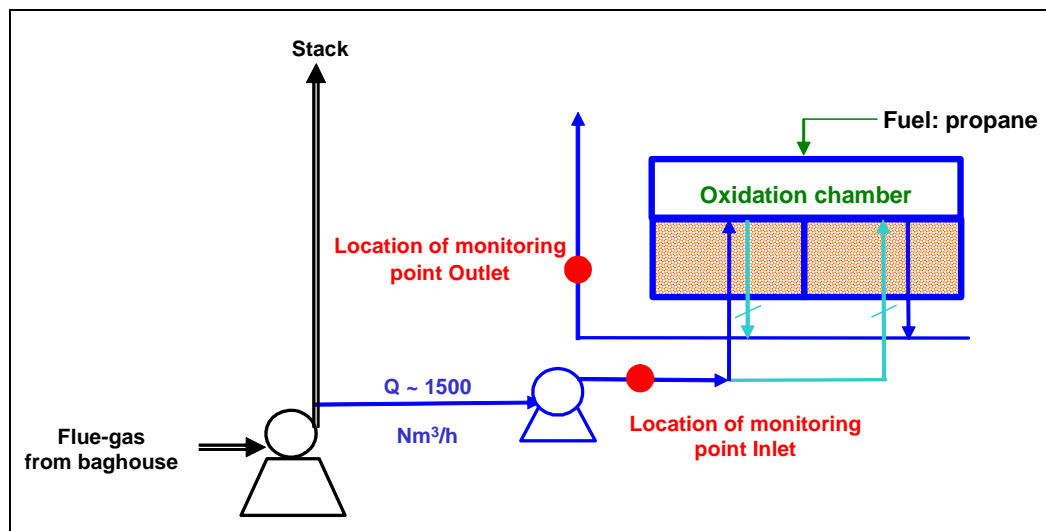 Stack
Fuel: propane
Oxidation chamber
Location of monitoring
point Outlet
Q ~ 1500
Nm³/h
Location of monitoring
point Inlet
Flue-gas
from baghouse